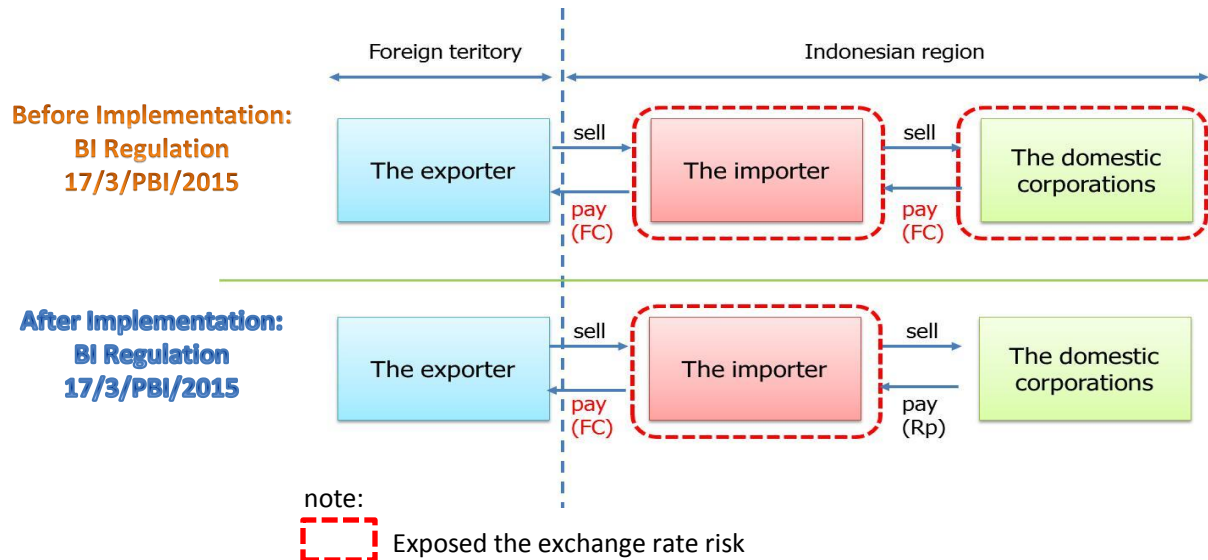 Foreign teritory
Indonesian region
Before Implementation:
BI Regulation
17/3/PBI/2015
The exporter
sell
pay
(FC)
The importer
sell
pay
(FC)
The domestic
corporations
After Implementation:
BI Regulation
17/3/PBI/2015
The exporter
sell
pay
(FC)
The importer
sell
pay
(Rp)
The domestic
corporations
note:
Exposed the exchange rate risk